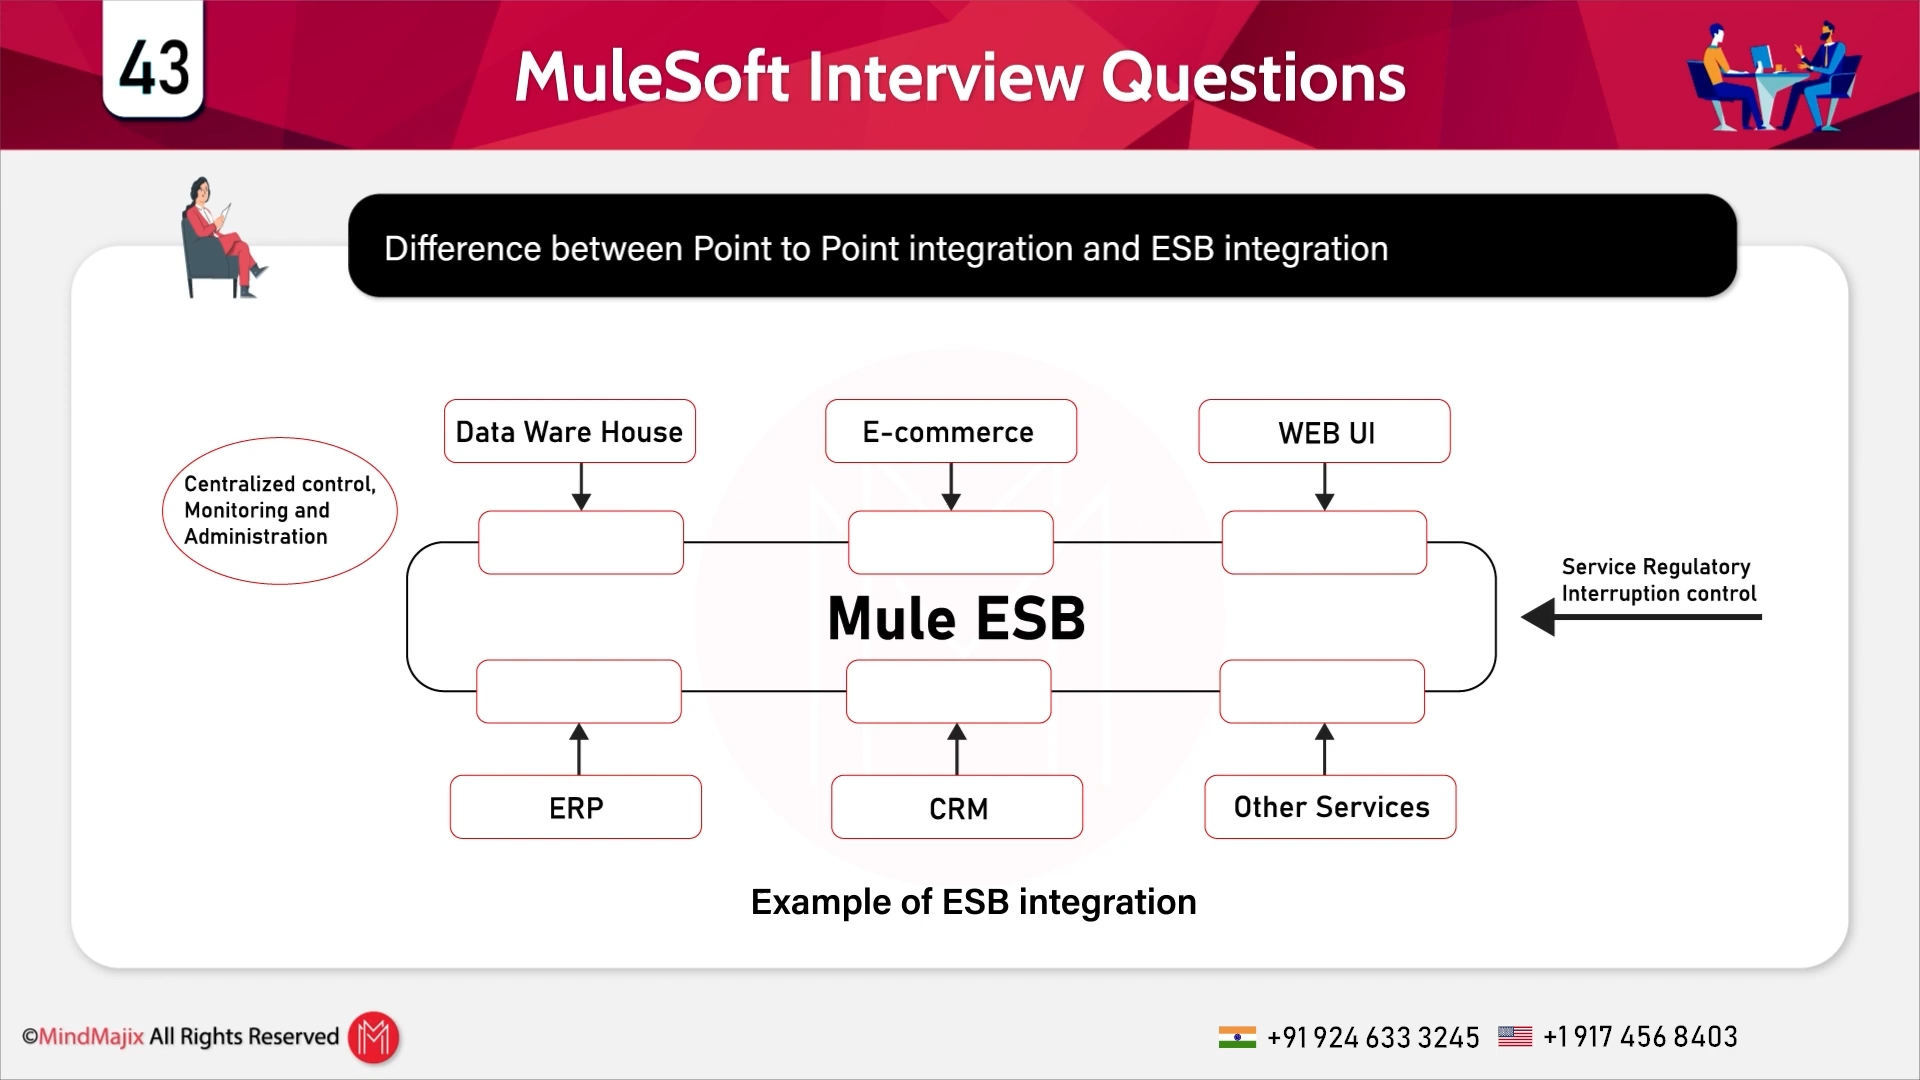 43
MuleSoft Interview Questions
Difference between Point to Point integration and ESB integration
Data Ware House
E-commerce
WEB UI
Centralized control,
Monitoring and
Administration
Service Regulatory
Interruption control
Mule ESB
ERP
CRM
Other Services
Example of ESB integration
©MindMajix All Rights Reserved
+91 924 633 3245
+1 917 456 8403